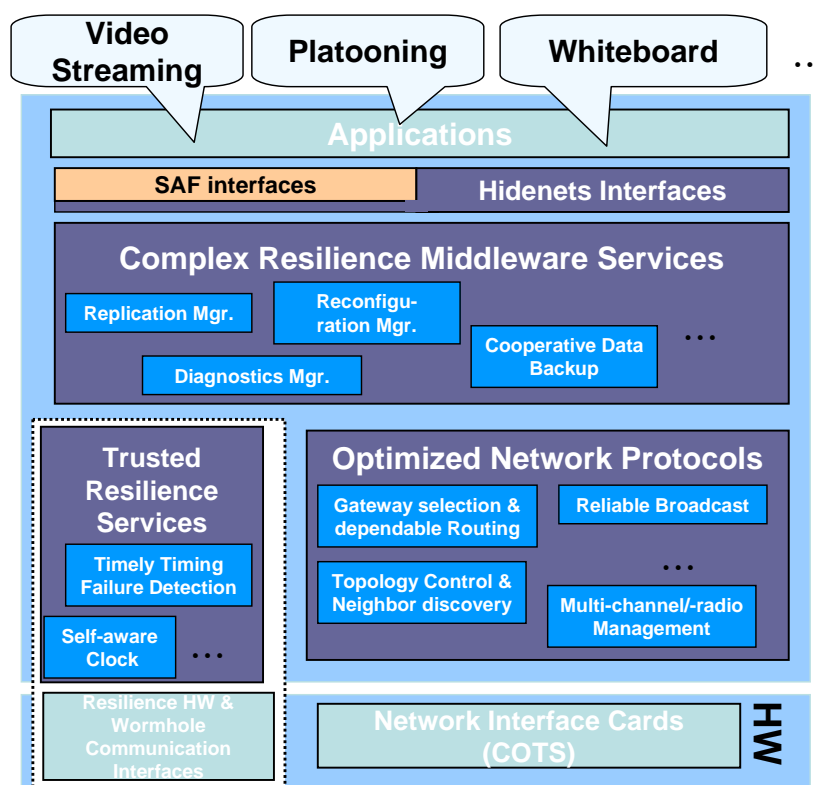 Video
Streaming
Platooning
Whiteboard
..
Applications
SAF interfaces
Hidenets Interfaces
Complex Resilience Middleware Services
Replication Mgr.
Reconfigu-
ration Mgr.
Cooperative Data
Backup
...
Diagnostics Mgr.
Trusted
Resilience
Services
Timely Timing
Failure Detection
Self-aware
Clock
...
Optimized Network Protocols
Gateway selection &
dependable Routing
Reliable Broadcast
...
Topology Control &
Neighbor discovery
Multi-channel/-radio
Management
Resilience HW &
Wormhole
Communication
Interfaces
Network Interface Cards
(COTS)
HW